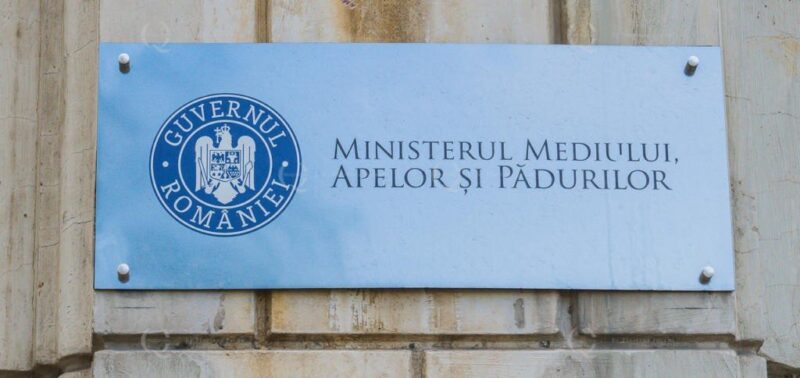 GUVERNUL
ROMÂNIEI
MINISTERUL MEDIULUI,
APELOR ȘI PĂDURILOR